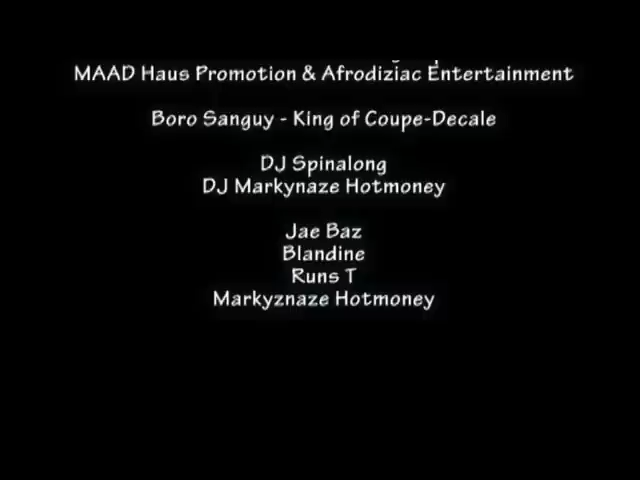 MAAD Haus Promotion & Afrodiziac Entertainment
Boro Sanguy - King of Coupe-Decale
DJ Spinalong
DJ Markynaze Hotmoney
Jae Baz
Blandine
Runs T
Markyznaze Hotmoney